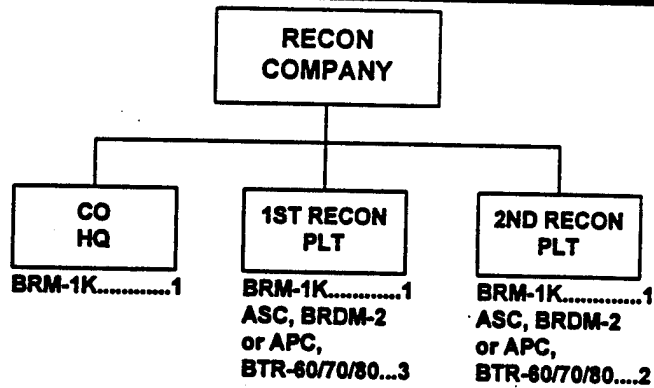 RECON
COMPANY
CO
HQ
BRM-1K.............1
1ST RECON
PLT
BRM-1K.............1
ASC, BRDM-2
or APC,
BTR-60/70/80...3
2ND RECON
PLT
BRM-1K.............1
ASC, BRDM-2
or APC,
BTR-60/70/80....2